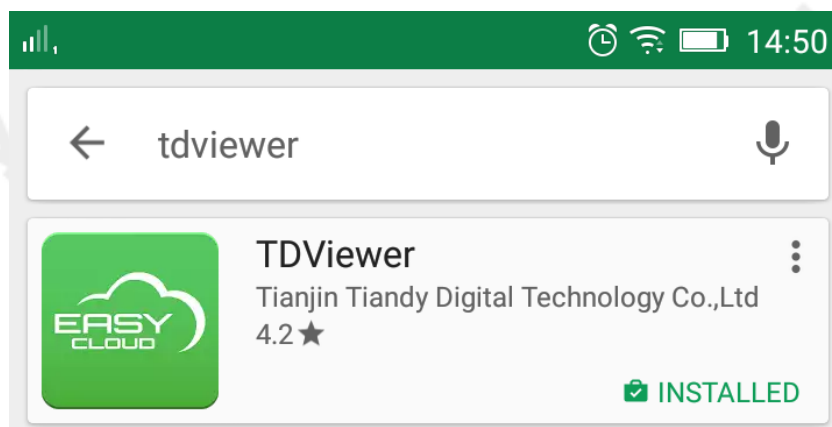 14:50
tdviewer
TDViewer
Tianjin Tiandy Digital Technology Co.,Ltd
4.2★
EASY
CLOUD
INSTALLED